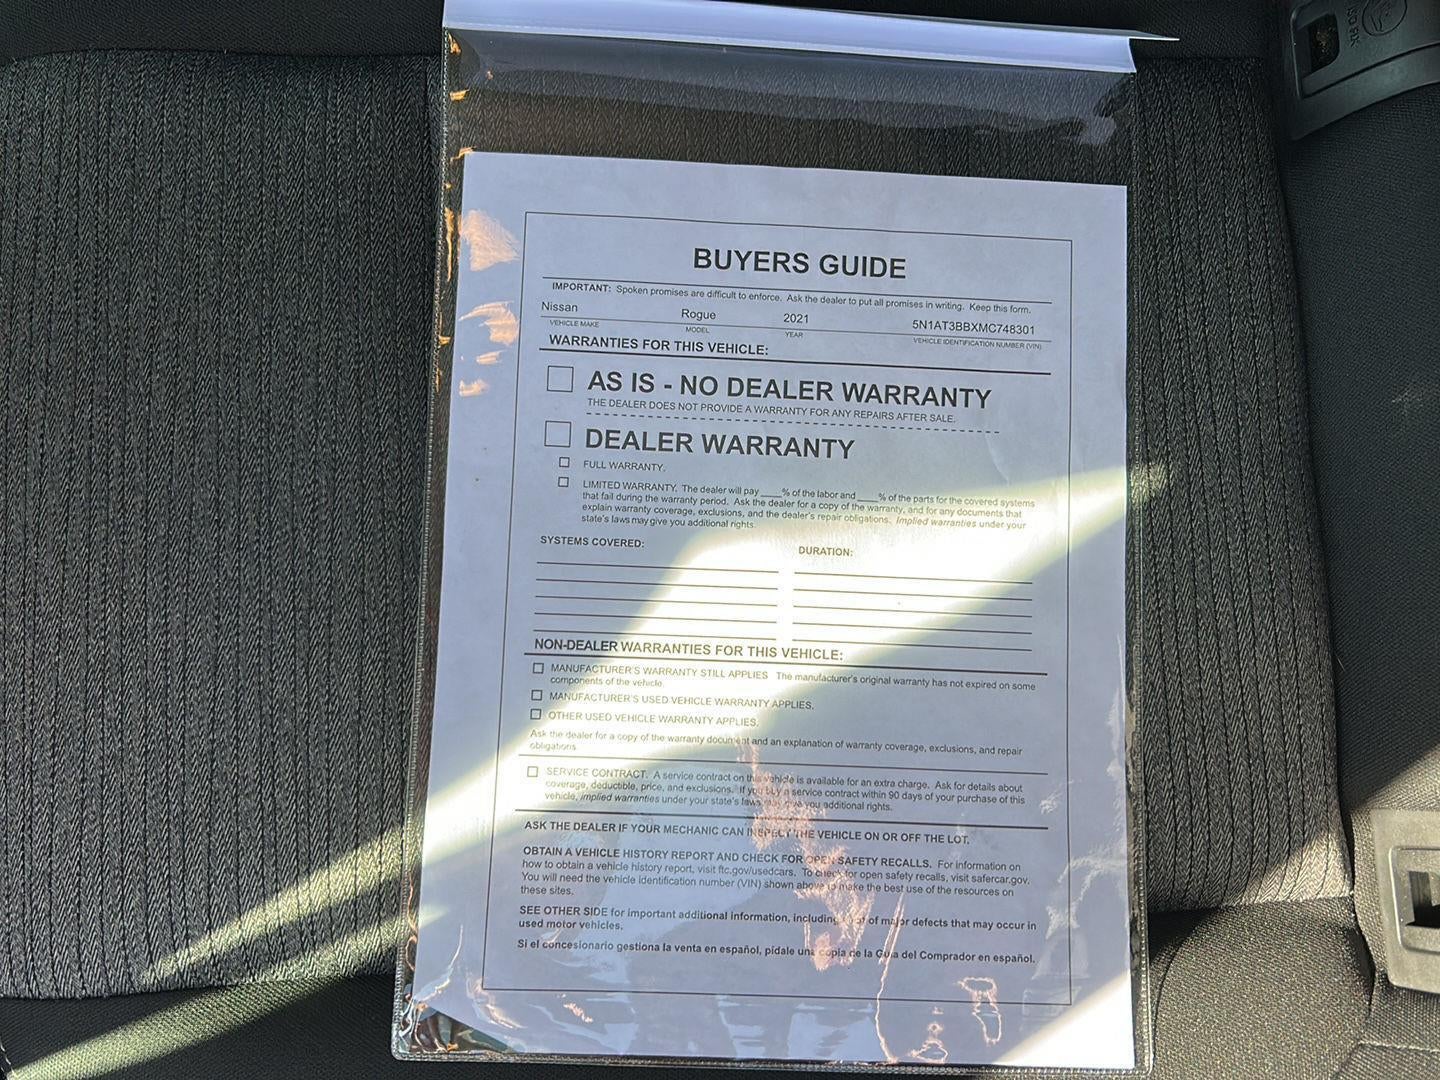 BUYERS GUIDE
IMPORTANT: Spoken promises are difficult to enforce. Ask the dealer to put all promises in writing. Keep this form.
Nissan Rogue 2021 5N1AT3BBXMC748301
VEHICLE MAKE MODEL YEAR VEHICLE IDENTIFICATION NUMBER (VIN)
WARRANTIES FOR THIS VEHICLE:
AS IS - NO DEALER WARRANTY
THE DEALER DOES NOT PROVIDE A WARRANTY FOR ANY REPAIRS AFTER SALE.
DEALER WARRANTY
FULL WARRANTY.
LIMITED WARRANTY. The dealer will pay ____% of the labor and ____% of the parts for the covered systems
that fail during the warranty period. Ask the dealer for a copy of the warranty, and for any documents that
explain warranty coverage, exclusions, and the dealer's repair obligations. Implied warranties under your
state's laws may give you additional rights.
SYSTEMS COVERED: DURATION:
NON-DEALER WARRANTIES FOR THIS VEHICLE:
MANUFACTURER'S WARRANTY STILL APPLIES The manufacturer's original warranty has not expired on some
components of the vehicle.
MANUFACTURER'S USED VEHICLE WARRANTY APPLIES.
OTHER USED VEHICLE WARRANTY APPLIES.
Ask the dealer for a copy of the warranty document and an explanation of warranty coverage, exclusions, and repair
obligations.
SERVICE CONTRACT. A service contract on this vehicle is available for an extra charge. Ask for details about
coverage, deductible, price, and exclusions. If you buy a service contract within 90 days of your purchase of this
vehicle, implied warranties under your state's laws may give you additional rights.
ASK THE DEALER IF YOUR MECHANIC CAN INSPECT THE VEHICLE ON OR OFF THE LOT.
OBTAIN A VEHICLE HISTORY REPORT AND CHECK FOR OPEN SAFETY RECALLS. For information on
how to obtain a vehicle history report, visit ftc.gov/usedcars. To check for open safety recalls, visit safercar.gov.
You will need the vehicle identification number (VIN) shown above to make the best use of the resources on
these sites.
SEE OTHER SIDE for important additional information, including of major defects that may occur in
used motor vehicles.
Si el concesionario gestiona la venta en español, pídale una copia de la Guía del Comprador en español.